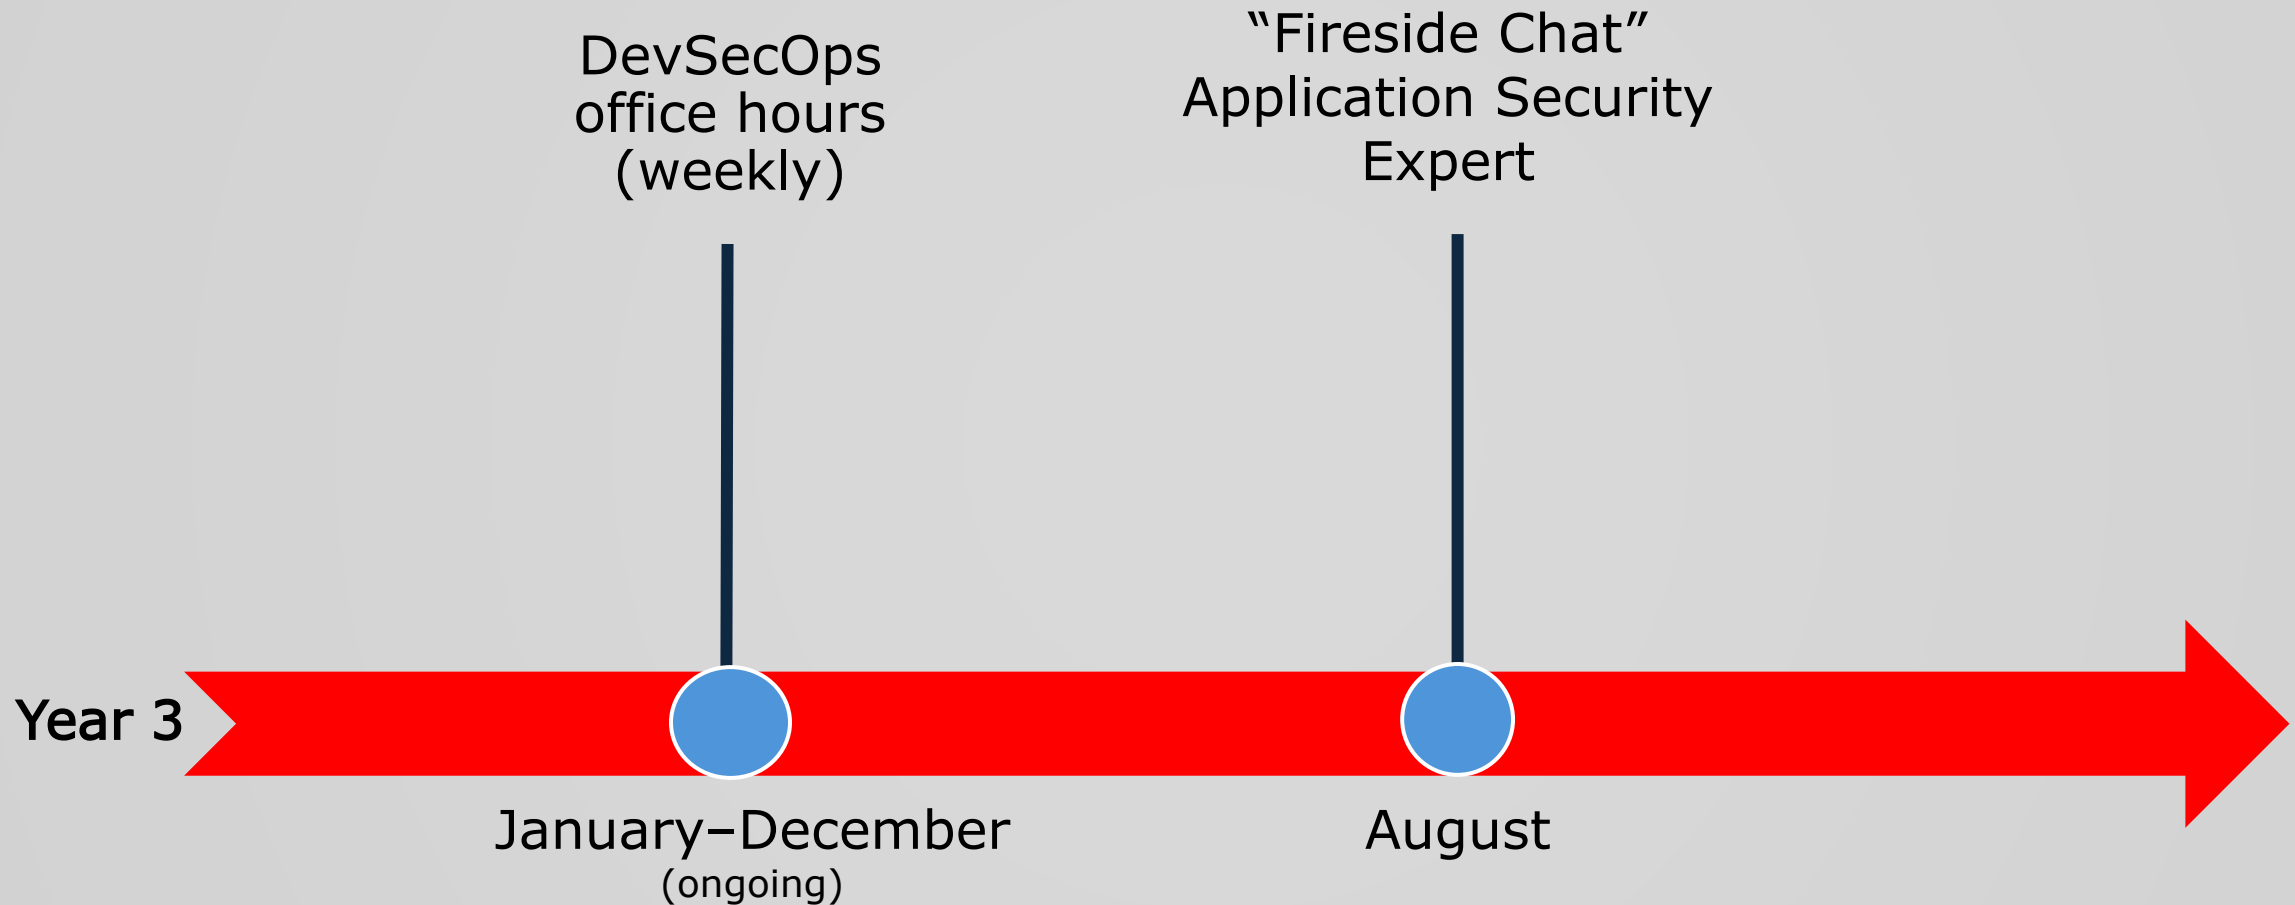 DevSecOps
office hours
(weekly)
“Fireside Chat”
Application Security
Expert
Year 3
January–December
(ongoing)
August